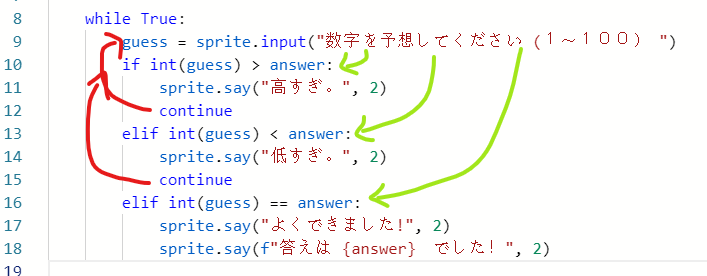 8 while True:
9 guess = sprite.input("数字を予想してください (１～１００) ")
10 if int(guess) > answer:
11 sprite.say("高すぎ。", 2)
12 continue
13 elif int(guess) < answer:
14 sprite.say("低すぎ。", 2)
15 continue
16 elif int(guess) == answer:
17 sprite.say("よくできました!", 2)
18 sprite.say(f"答えは {answer} でした! ", 2)
19